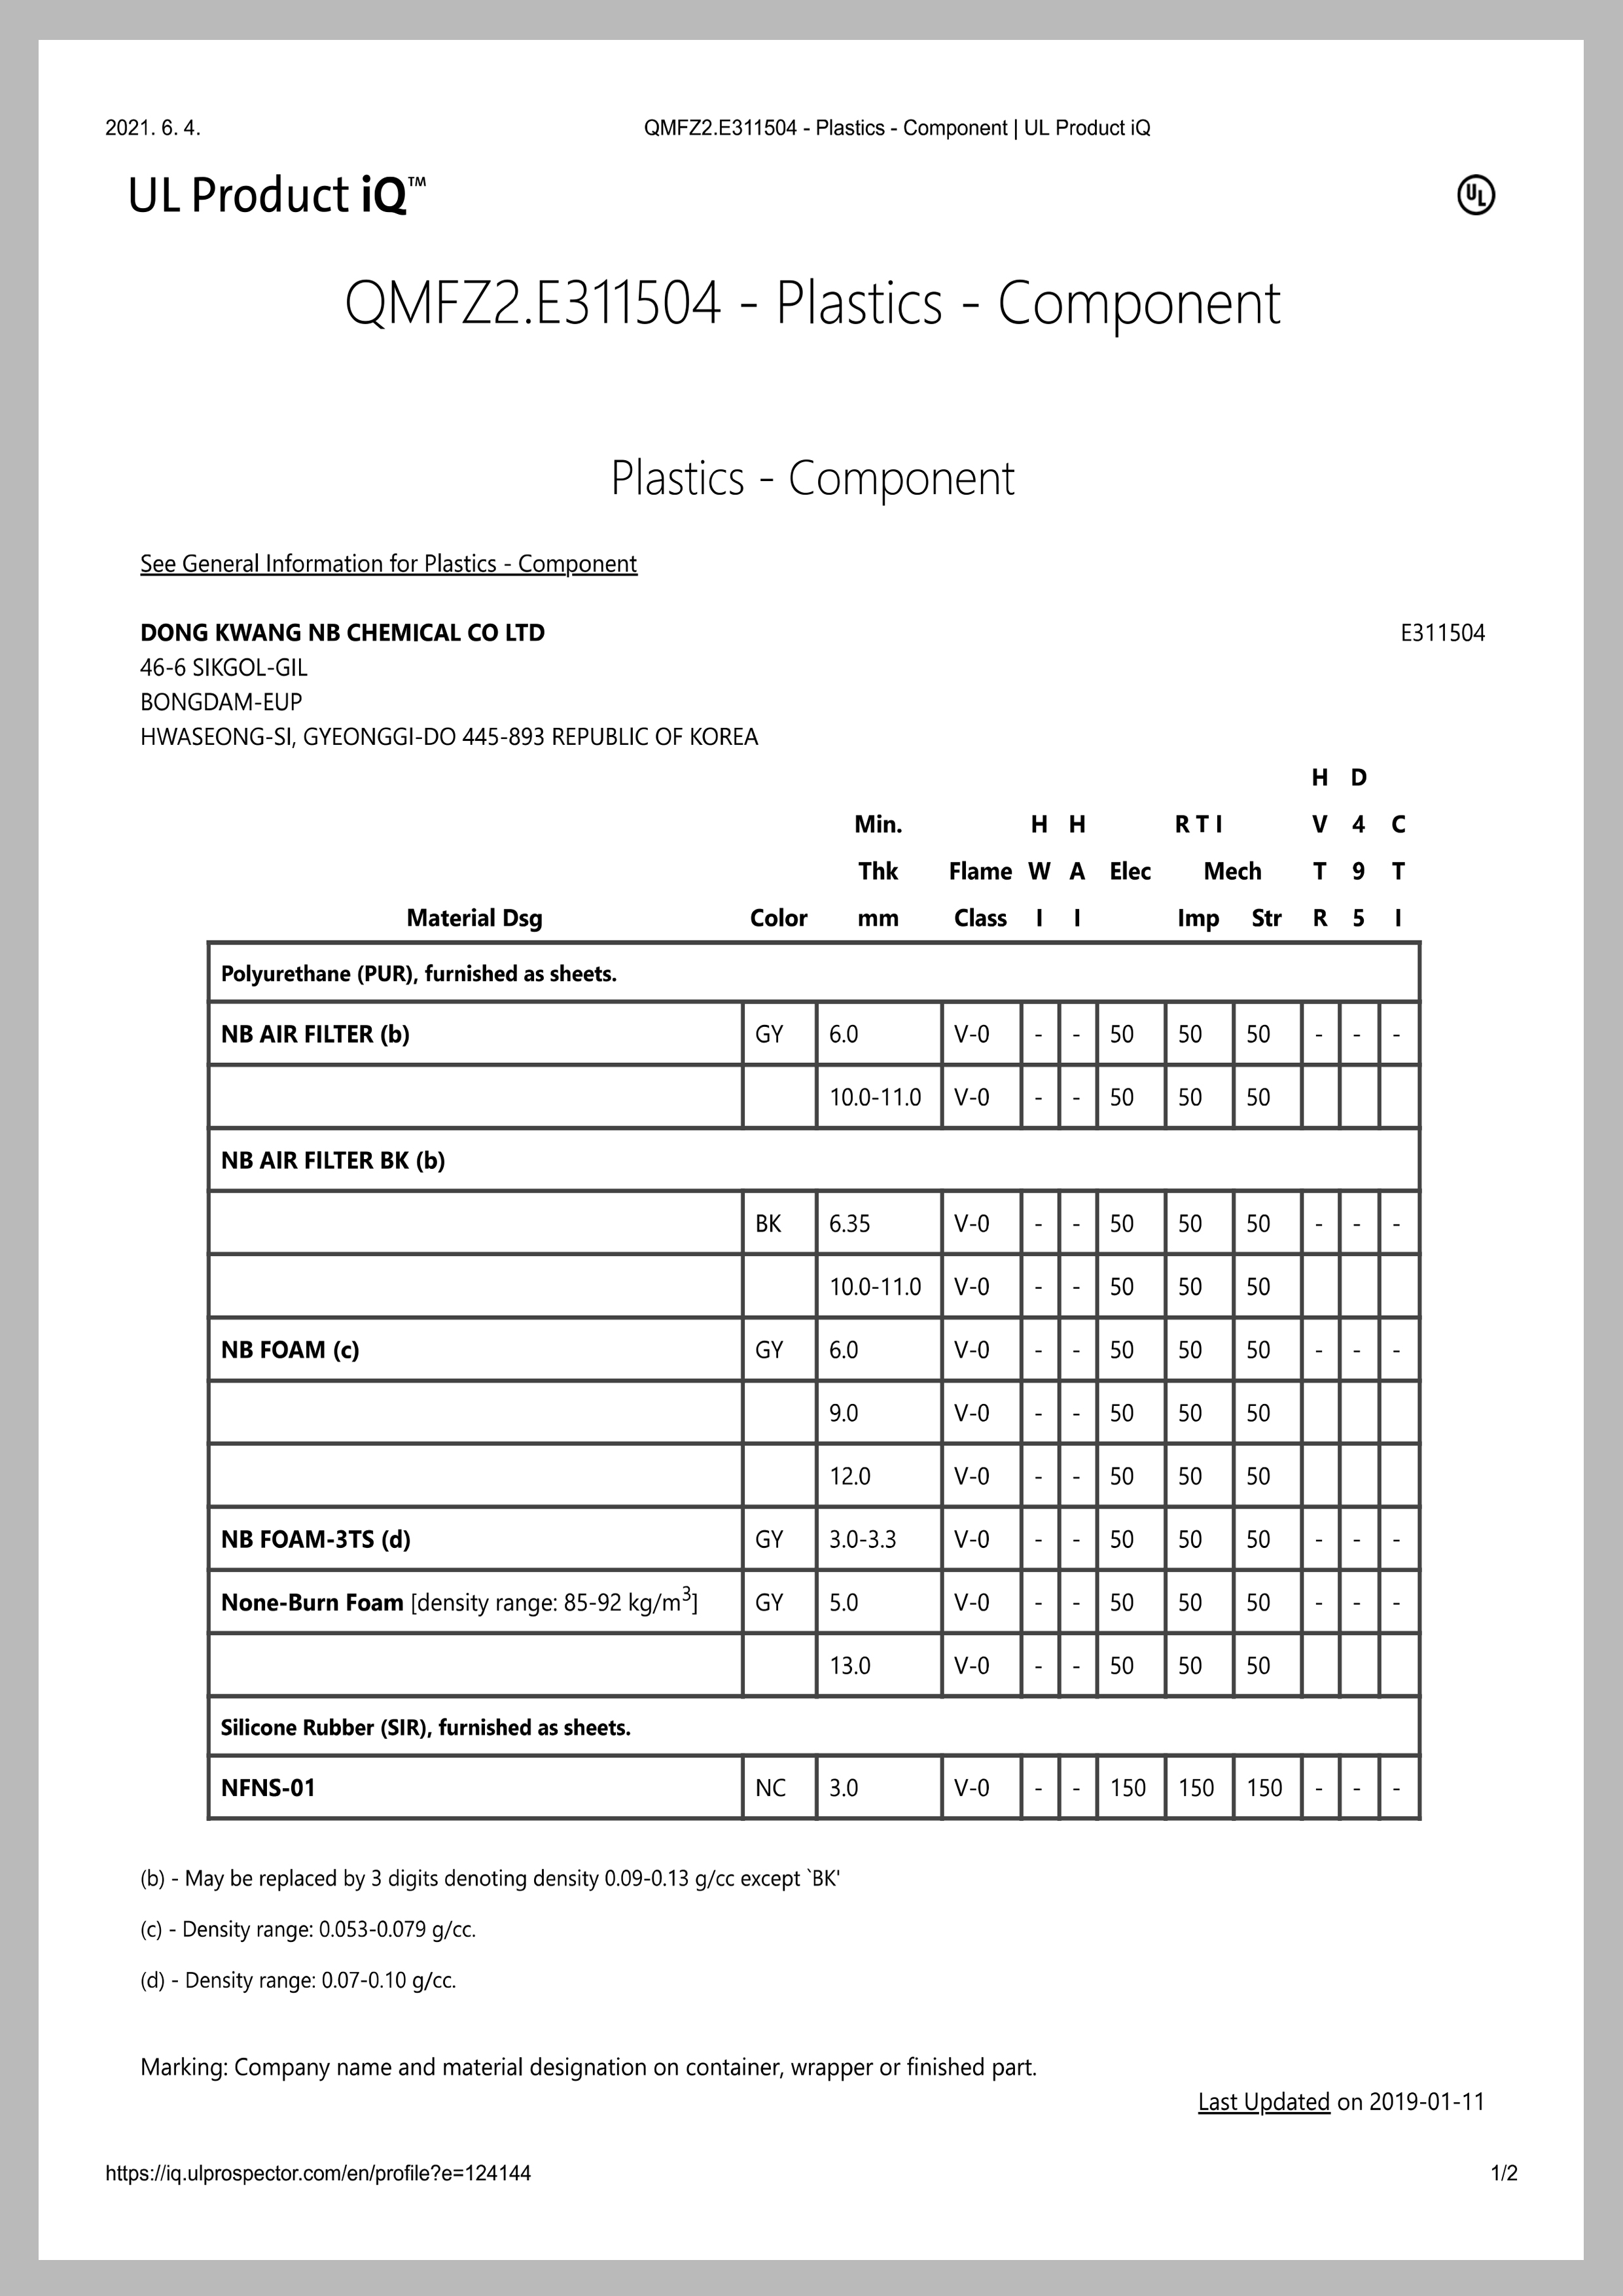 2021. 6. 4.
QMFZ2.E311504 - Plastics - Component | UL Product iQ
UL Product iQ™
UL
QMFZ2.E311504 - Plastics - Component
Plastics - Component
See General Information for Plastics - Component
DONG KWANG NB CHEMICAL CO LTD E311504
46-6 SIKGOL-GIL
BONGDAM-EUP
HWASEONG-SI, GYEONGGI-DO 445-893 REPUBLIC OF KOREA
H D
Min. H H R T I V 4 C
Thk Flame W A Elec Mech T 9 T
Material Dsg Color mm Class I I Imp Str R 5 I
Polyurethane (PUR), furnished as sheets.
NB AIR FILTER (b) GY 6.0 V-0 - - 50 50 50 - - -
10.0-11.0 V-0 - - 50 50 50
NB AIR FILTER BK (b)
BK 6.35 V-0 - - 50 50 50 - - -
10.0-11.0 V-0 - - 50 50 50
NB FOAM (c) GY 6.0 V-0 - - 50 50 50 - - -
9.0 V-0 - - 50 50 50
12.0 V-0 - - 50 50 50
NB FOAM-3TS (d) GY 3.0-3.3 V-0 - - 50 50 50 - - -
None-Burn Foam [density range: 85-92 kg/m³] GY 5.0 V-0 - - 50 50 50 - - -
13.0 V-0 - - 50 50 50
Silicone Rubber (SIR), furnished as sheets.
NFNS-01 NC 3.0 V-0 - - 150 150 150 - - -
(b) - May be replaced by 3 digits denoting density 0.09-0.13 g/cc except `BK'
(c) - Density range: 0.053-0.079 g/cc.
(d) - Density range: 0.07-0.10 g/cc.
Marking: Company name and material designation on container, wrapper or finished part.
Last Updated on 2019-01-11
https://iq.ulprospector.com/en/profile?e=124144 1/2